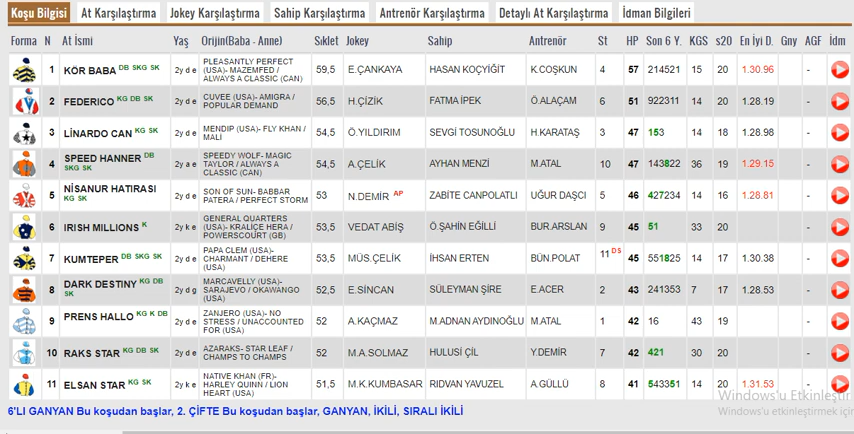 Koşu Bilgisi At Karşılaştırma Jokey Karşılaştırma Sahip Karşılaştırma Antrenör Karşılaştırma Detaylı At Karşılaştırma İdman Bilgileri
Forma N At İsmi Yaş Orijin(Baba - Anne) Sıklet Jokey Sahip Antrenör St HP Son 6 Y. KGS s20 En İyi D. Gny AGF İdm
1 KÖR BABA DB SKG SK 2y d e PLEASANTLY PERFECT (USA)- MAZEMFED / ALWAYS A CLASSIC (CAN) 59,5 E.ÇANKAYA HASAN KOÇYİĞİT K.COŞKUN 4 57 214521 15 20 1.30.96 -
2 FEDERICO KG DB SK 2y d e CUVEE (USA)- AMIGRA / POPULAR DEMAND 56,5 H.ÇİZİK FATMA İPEK Ö.ALAÇAM 6 51 922311 14 20 1.28.19 -
3 LİNARDO CAN KG SK 2y d e MENDIP (USA)- FLY KHAN / MALI 54,5 Ö.YILDIRIM SEVGİ TOSUNOĞLU H.KARATAŞ 3 47 153 14 18 1.28.98 -
4 SPEED HANNER DB SKG SK 2y a e SPEEDY WOLF- MAGIC TAYLOR / ALWAYS A CLASSIC (CAN) 54,5 A.ÇELİK AYHAN MENZİ M.ATAL 10 47 143822 36 19 1.29.15 -
5 NİSANUR HATIRASI KG SK 2y d e SON OF SUN- BABBAR PATERA / PERFECT STORM 53 N.DEMİR AP ZABİTE CANPOLATLI UĞUR DAŞCI 5 46 427234 14 16 1.28.81 -
6 IRISH MILLIONS K 2y k e GENERAL QUARTERS (USA)- KRALİÇE HERA / POWERSCOURT (GB) 53,5 VEDAT ABİŞ Ö.ŞAHİN EĞİLLİ BUR.ARSLAN 9 45 51 33 20 -
7 KUMTEPER DB SKG SK 2y d e PAPA CLEM (USA)- CHARMANT / DEHERE (USA) 53,5 MÜS.ÇELİK İHSAN ERTEN BÜN.POLAT 11 DS 45 551825 14 17 1.30.38 -
8 DARK DESTINY KG DB SK 2y d g MARCAVELLY (USA)- SARAJEVO / OKAWANGO (USA) 52,5 E.SİNCAN SÜLEYMAN ŞİRE E.ACER 2 43 241353 7 17 1.28.53 -
9 PRENS HALLO KG K DB 2y d e ZANJERO (USA)- NO STRESS / UNACCOUNTED FOR (USA) 52 A.KAÇMAZ M.ADNAN AYDINOĞLU M.ATAL 1 42 16 43 19 -
10 RAKS STAR KG DB SK 2y d e AZARAKS- STAR LEAF / CHAMPS TO CHAMPS 52 M.A.SOLMAZ HULUSİ ÇİL Y.DEMİR 7 42 421 30 20 -
11 ELSAN STAR KG SK 2y k e NATIVE KHAN (FR)- HARLEY QUINN / LION HEART (USA) 51,5 M.K.KUMBASAR RIDVAN YAVUZEL A.GÜLLÜ 8 41 543351 14 20 1.31.53 -
6'LI GANYAN Bu koşudan başlar, 2. ÇİFTE Bu koşudan başlar, GANYAN, İKİLİ, SIRALI İKİLİ
Windows'u Etkinleştir
Windows'u etkinleştirmek için